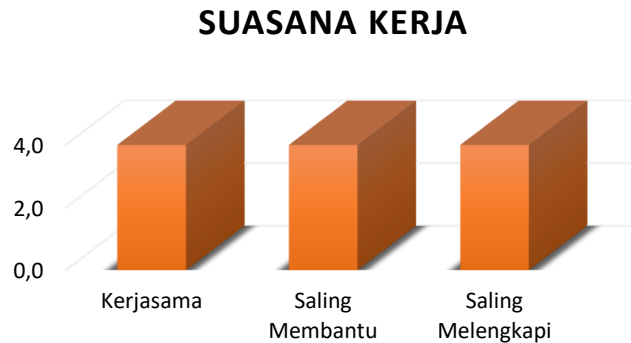 SUASANA KERJA
4,0
2,0
0,0
Kerjasama
Saling
Membantu
Saling
Melengkapi